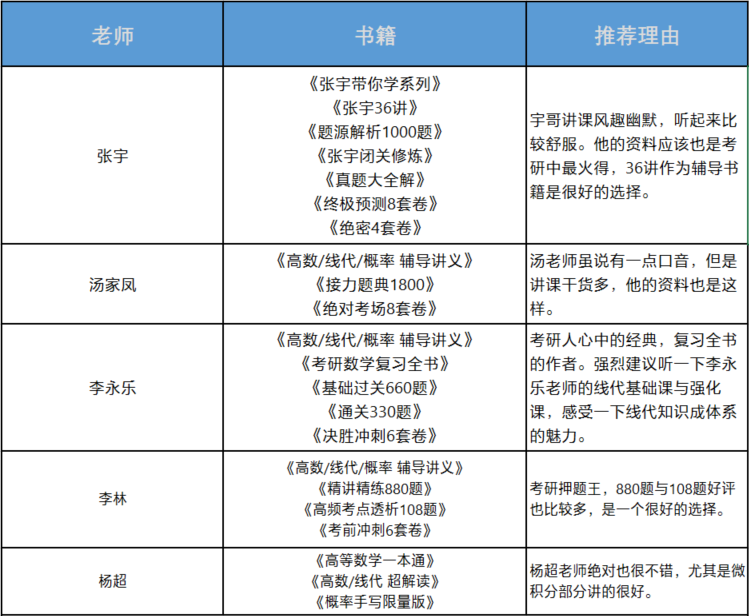 老师
书籍
推荐理由
张宇
《张宇带你学系列》
《张宇36讲》
《题源解析1000题》
《张宇闭关修炼》
《真题大全解》
《终极预测8套卷》
《绝密4套卷》
宇哥讲课风趣幽默，听起来比
较舒服。他的资料应该也是考
研中最火得，36讲作为辅导书
籍是很好的选择。
汤家凤
《高数/线代/概率 辅导讲义》
《接力题典1800》
《绝对考场8套卷》
汤老师虽说有一点口音，但是
讲课干货多，他的资料也是这
样。
李永乐
《高数/线代/概率 辅导讲义》
《考研数学复习全书》
《基础过关660题》
《通关330题》
《决胜冲刺6套卷》
考研人心中的经典，复习全书
的作者。强烈建议听一下李永
乐老师的线代基础课与强化
课，感受一下线代知识成体系
的魅力。
李林
《高数/线代/概率 辅导讲义》
《精讲精练880题》
《高频考点透析108题》
《考前冲刺6套卷》
考研押题王，880题与108题好评
也比较多，是一个很好的选择。
杨超
《高等数学一本通》
《高数/线代 超解读》
《概率手写限量版》
杨超老师绝对也很不错，尤其是微
积分部分讲的很好。